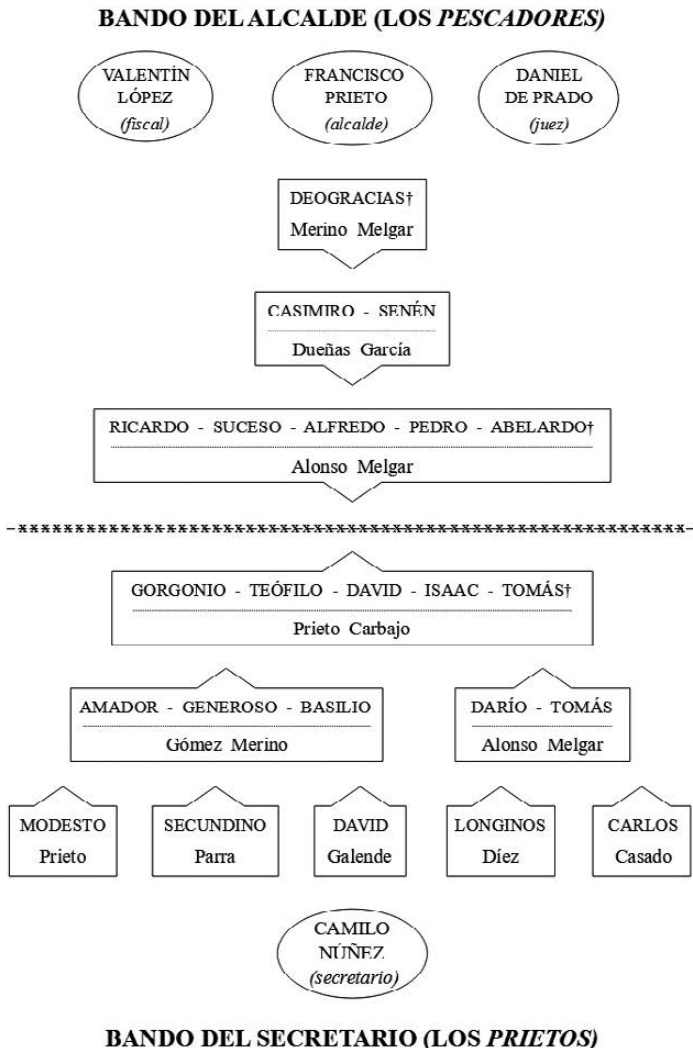 BANDO DEL ALCALDE (LOS PESCADORES)
VALENTÍN FRANCISCO DANIEL
LÓPEZ PRIETO DE PRADO
(fiscal) (alcalde) (juez)
DEOGRACIAS†
Merino Melgar
CASIMIRO - SENÉN
Dueñas García
RICARDO - SUCESO - ALFREDO - PEDRO - ABELARDO†
Alonso Melgar
GORGONIO - TEÓFILO - DAVID - ISAAC - TOMÁS†
Prieto Carbajo
AMADOR - GENEROSO - BASILIO DARÍO - TOMÁS
Gómez Merino Alonso Melgar
MODESTO SECUNDINO DAVID LONGINOS CARLOS
Prieto Parra Galende Díez Casado
CAMILO
NÚÑEZ
(secretario)
BANDO DEL SECRETARIO (LOS PRIETOS)